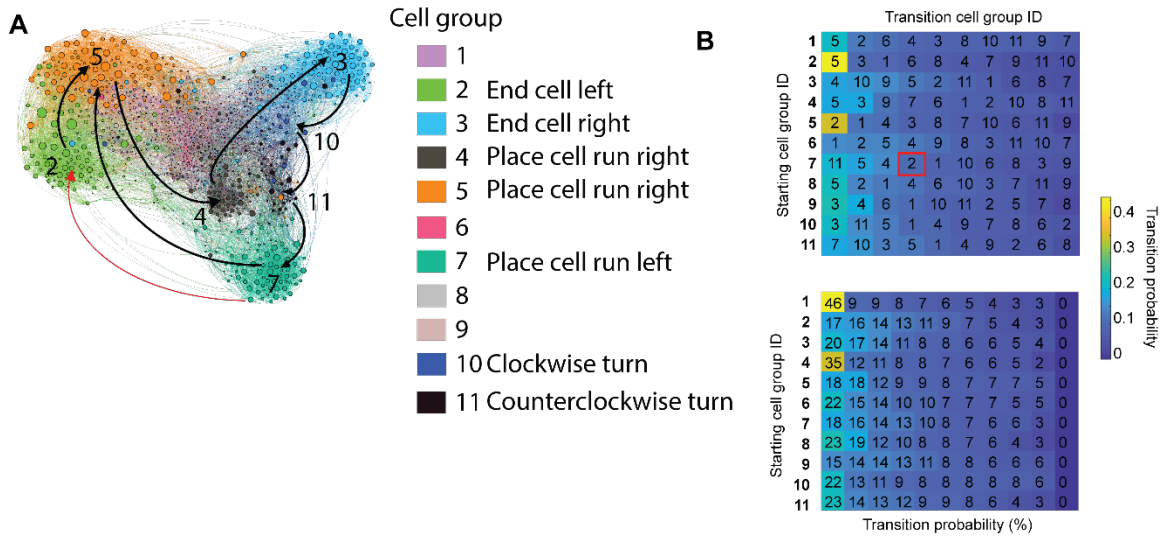 A
5
3
2
10
4
11
7
Cell group
1
2 End cell left
3 End cell right
4 Place cell run right
5 Place cell run right
6
7 Place cell run left
8
9
10 Clockwise turn
11 Counterclockwise turn
B
Transition cell group ID
Starting cell group ID
1 5 2 6 4 3 8 10 11 9 7
2 5 3 1 6 8 4 7 9 11 10
3 4 10 9 5 2 11 1 6 8 7
4 5 3 9 7 6 1 2 10 8 11
5 2 1 4 3 8 7 10 6 11 9
6 1 2 5 4 9 8 3 11 10 7
7 11 5 4 2 1 10 6 8 3 9
8 5 2 1 4 6 10 3 7 11 9
9 3 4 6 1 10 11 2 5 7 8
10 3 11 5 1 4 9 7 8 6 2
11 7 10 3 5 1 4 9 2 6 8
Starting cell group ID
1 46 9 9 8 7 6 5 4 3 3 0
2 17 16 14 13 11 9 7 5 4 3 0
3 20 17 14 11 8 8 6 6 5 4 0
4 35 12 11 8 8 7 6 5 5 2 0
5 18 18 12 9 9 8 7 7 7 5 0
6 22 15 14 10 10 7 7 7 5 5 0
7 18 16 14 13 10 8 7 6 4 3 0
8 23 19 12 10 8 8 7 6 4 3 0
9 15 14 14 13 11 8 8 6 6 6 0
10 22 13 11 9 8 8 8 8 8 6 0
11 23 14 13 12 9 9 8 6 4 3 0
Transition probability (%)
0.4
0.3
0.2
0.1
0
Transition probability